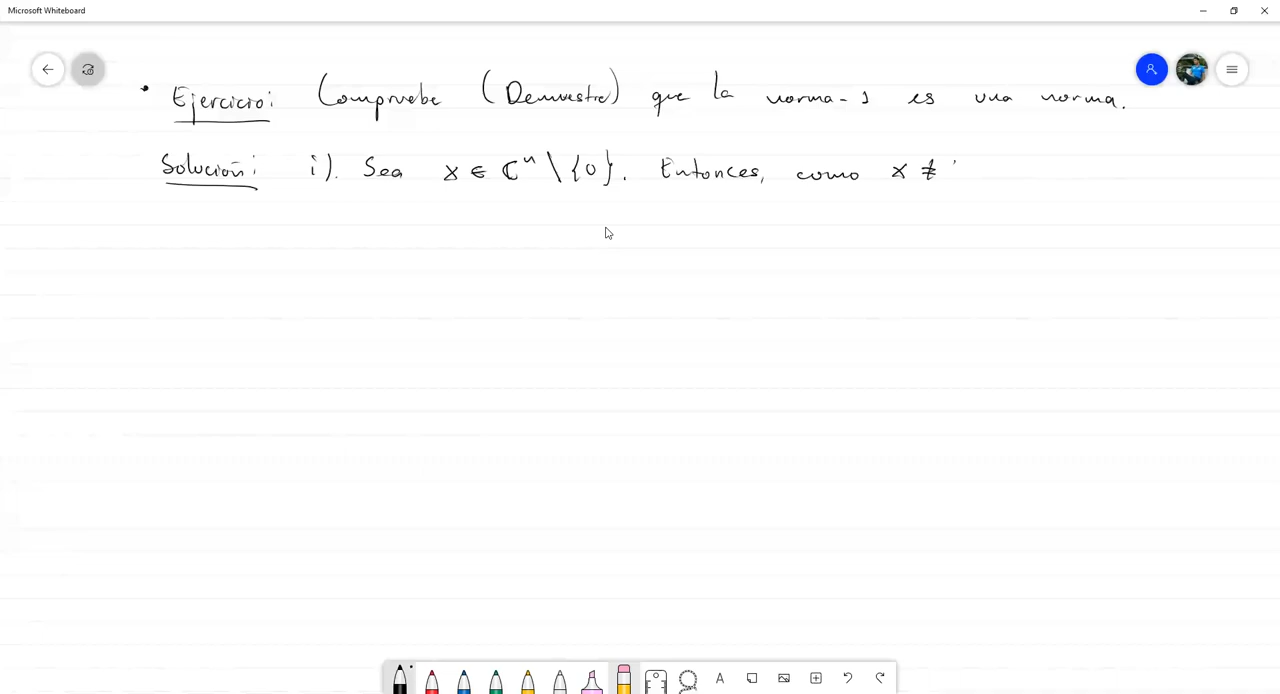 Microsoft Whiteboard
• Ejercicio: Compruebe (Demuestre) que la norma-1 es una norma.
Solución: i). Sea x ∈ ℂⁿ \ {0}. Entonces, como x ≠